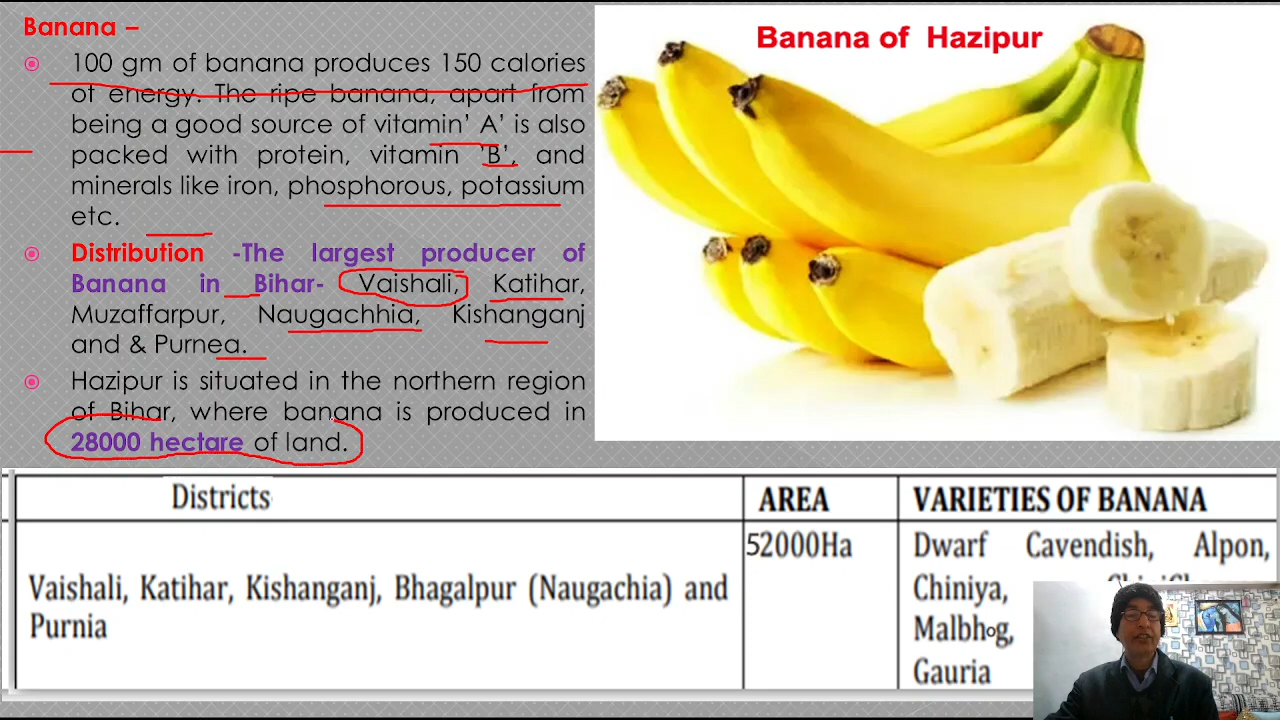 Banana –
100 gm of banana produces 150 calories
of energy. The ripe banana, apart from
being a good source of vitamin’ A’ is also
packed with protein, vitamin ’B’, and
minerals like iron, phosphorous, potassium
etc.
Distribution -The largest producer of
Banana in Bihar- Vaishali, Katihar,
Muzaffarpur, Naugachhia, Kishanganj
and & Purnea.
Hazipur is situated in the northern region
of Bihar, where banana is produced in
28000 hectare of land.
Banana of Hazipur
Districts
AREA
VARIETIES OF BANANA
Vaishali, Katihar, Kishanganj, Bhagalpur (Naugachia) and
Purnia
52000Ha
Dwarf Cavendish, Alpon,
Chiniya,
Malbhog,
Gauria